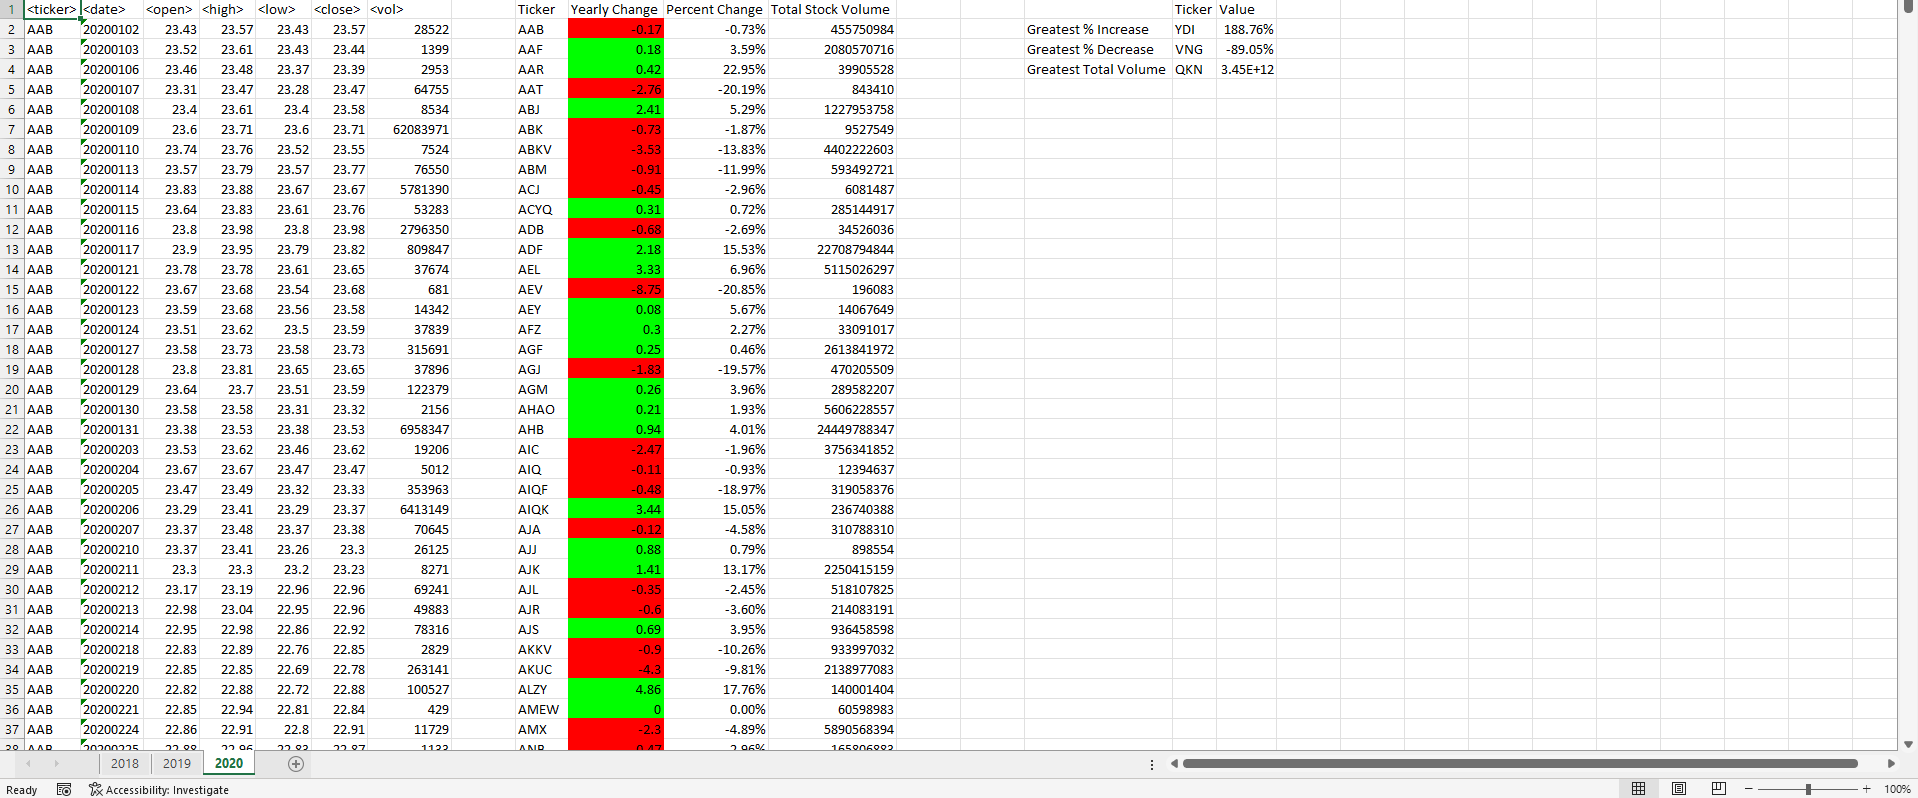 1 <ticker> <date> <open> <high> <low> <close> <vol> Ticker Yearly Change Percent Change Total Stock Volume Ticker Value
2 AAB 20200102 23.43 23.57 23.43 23.57 28522 AAB -0.17 -0.73% 455750984 Greatest % Increase YDI 188.76%
3 AAB 20200103 23.52 23.61 23.43 23.44 1399 AAF 0.18 3.59% 2080570716 Greatest % Decrease VNG -89.05%
4 AAB 20200106 23.46 23.48 23.37 23.39 2953 AAR 0.42 22.95% 39905528 Greatest Total Volume QKN 3.45E+12
5 AAB 20200107 23.31 23.47 23.28 23.47 64755 AAT -2.76 -20.19% 843410
6 AAB 20200108 23.4 23.61 23.4 23.58 8534 ABJ 2.41 5.29% 1227953758
7 AAB 20200109 23.6 23.71 23.6 23.71 62083971 ABK -0.73 -1.87% 9527549
8 AAB 20200110 23.74 23.76 23.52 23.55 7524 ABKV -3.53 -13.83% 4402222603
9 AAB 20200113 23.57 23.79 23.57 23.77 76550 ABM -0.91 -11.99% 593492721
10 AAB 20200114 23.83 23.88 23.67 23.67 5781390 ACJ -0.45 -2.96% 6081487
11 AAB 20200115 23.64 23.83 23.61 23.76 53283 ACYQ 0.31 0.72% 285144917
12 AAB 20200116 23.8 23.98 23.8 23.98 2796350 ADB -0.68 -2.69% 34526036
13 AAB 20200117 23.9 23.95 23.79 23.82 809847 ADF 2.18 15.53% 22708794844
14 AAB 20200121 23.78 23.78 23.61 23.65 37674 AEL 3.33 6.96% 5115026297
15 AAB 20200122 23.67 23.68 23.54 23.68 681 AEV -8.75 -20.85% 196083
16 AAB 20200123 23.59 23.68 23.56 23.58 14342 AEY 0.08 5.67% 14067649
17 AAB 20200124 23.51 23.62 23.5 23.59 37839 AFZ 0.3 2.27% 33091017
18 AAB 20200127 23.58 23.73 23.58 23.73 315691 AGF 0.25 0.46% 2613841972
19 AAB 20200128 23.8 23.81 23.65 23.65 37896 AGJ -1.83 -19.57% 470205509
20 AAB 20200129 23.64 23.7 23.51 23.59 122379 AGM 0.26 3.96% 289582207
21 AAB 20200130 23.58 23.58 23.31 23.32 2156 AHAO 0.21 1.93% 5606228557
22 AAB 20200131 23.38 23.53 23.38 23.53 6958347 AHB 0.94 4.01% 24449788347
23 AAB 20200203 23.53 23.62 23.46 23.62 19206 AIC -2.47 -1.96% 3756341852
24 AAB 20200204 23.67 23.67 23.47 23.47 5012 AIQ -0.11 -0.93% 12394637
25 AAB 20200205 23.47 23.49 23.32 23.33 353963 AIQF -0.48 -18.97% 319058376
26 AAB 20200206 23.29 23.41 23.29 23.37 6413149 AIQK 3.44 15.05% 236740388
27 AAB 20200207 23.37 23.48 23.37 23.38 70645 AJA -0.12 -4.58% 310788310
28 AAB 20200210 23.37 23.41 23.26 23.3 26125 AJJ 0.88 0.79% 898554
29 AAB 20200211 23.3 23.3 23.2 23.23 8271 AJK 1.41 13.17% 2250415159
30 AAB 20200212 23.17 23.19 22.96 22.96 69241 AJL -0.35 -2.45% 518107825
31 AAB 20200213 22.98 23.04 22.95 22.96 49883 AJR -0.6 -3.60% 214083191
32 AAB 20200214 22.95 22.98 22.86 22.92 78316 AJS 0.69 3.95% 936458598
33 AAB 20200218 22.83 22.89 22.76 22.85 2829 AKKV -0.9 -10.26% 933997032
34 AAB 20200219 22.85 22.85 22.69 22.78 263141 AKUC -4.3 -9.81% 2138977083
35 AAB 20200220 22.82 22.88 22.72 22.88 100527 ALZY 4.86 17.76% 140001404
36 AAB 20200221 22.85 22.94 22.81 22.84 429 AMEW 0 0.00% 60598983
37 AAB 20200224 22.86 22.91 22.8 22.91 11729 AMX -2.3 -4.89% 5890568394
38 AAB 20200225 22.88 22.96 22.83 22.87 1133
2018 2019 2020
Ready Accessibility: Investigate 100%